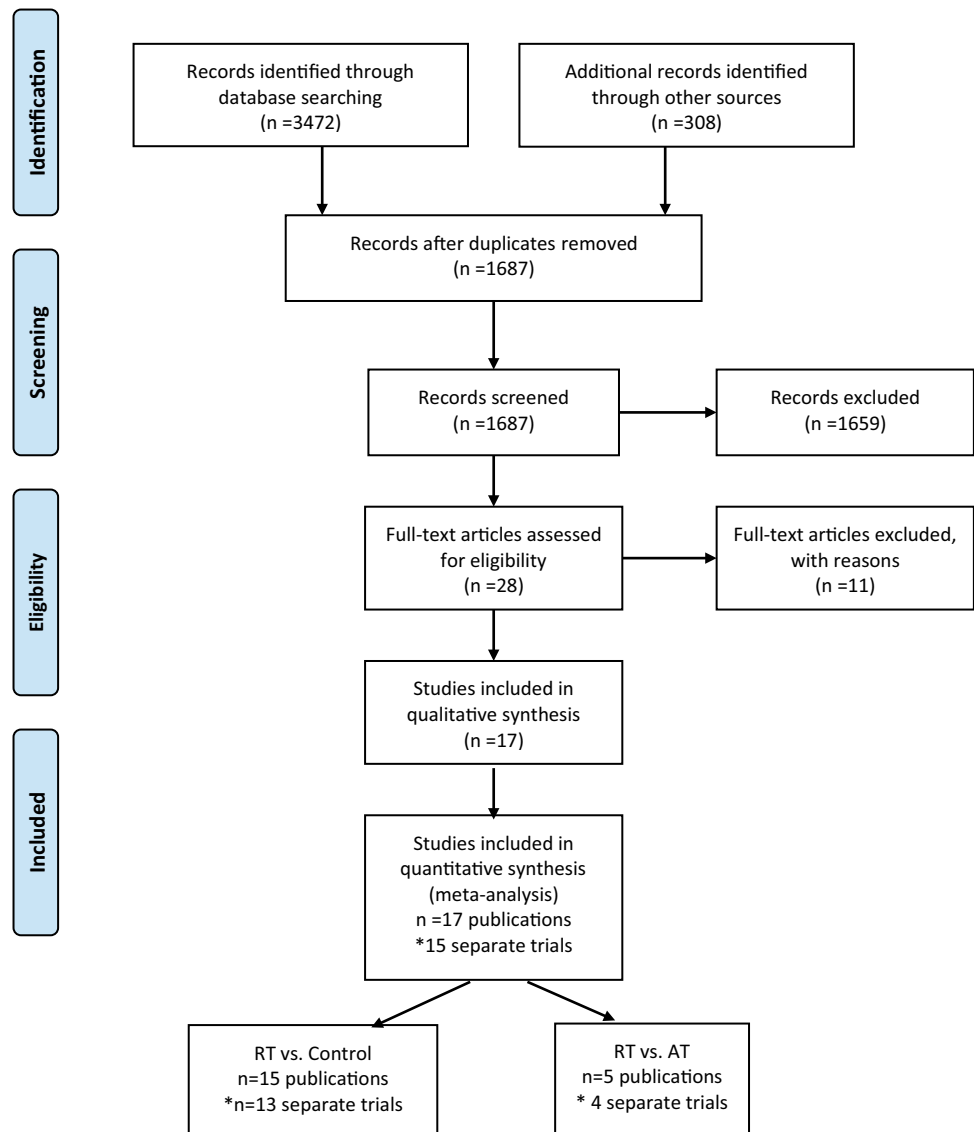 Identification
Records identified through
database searching
(n =3472)
Additional records identified
through other sources
(n =308)
Records after duplicates removed
(n =1687)
Screening
Records screened
(n =1687)
Records excluded
(n =1659)
Eligibility
Full-text articles assessed
for eligibility
(n =28)
Full-text articles excluded,
with reasons
(n =11)
Studies included in
qualitative synthesis
(n =17)
Included
Studies included in
quantitative synthesis
(meta-analysis)
n =17 publications
*15 separate trials
RT vs. Control
n=15 publications
*n=13 separate trials
RT vs. AT
n=5 publications
* 4 separate trials